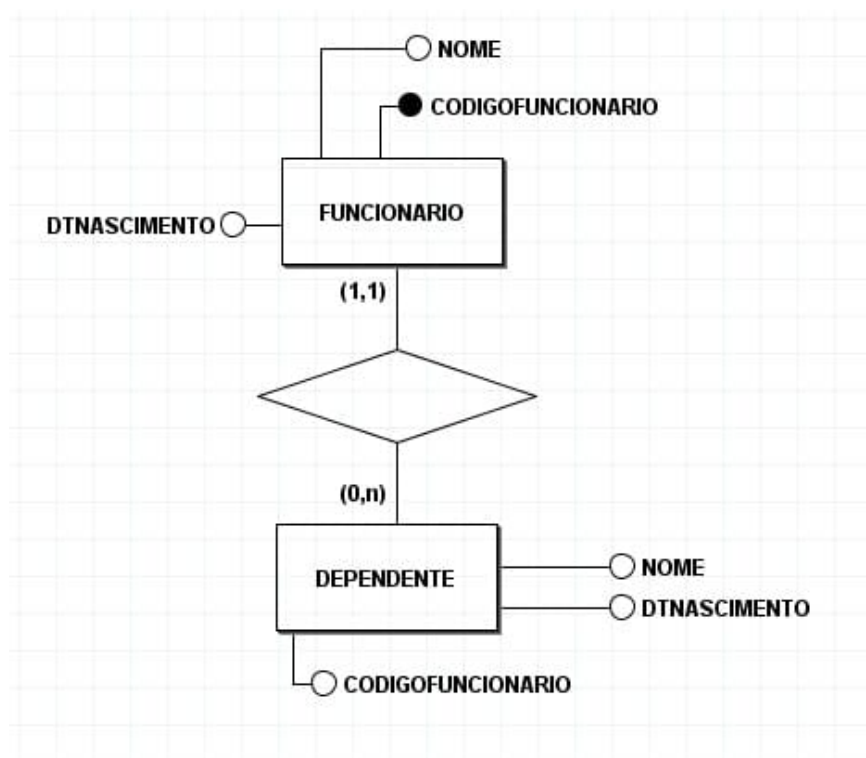 NOME
CODIGOFUNCIONARIO
FUNCIONARIO
DTNASCIMENTO
(1,1)
(0,n)
DEPENDENTE
NOME
DTNASCIMENTO
CODIGOFUNCIONARIO